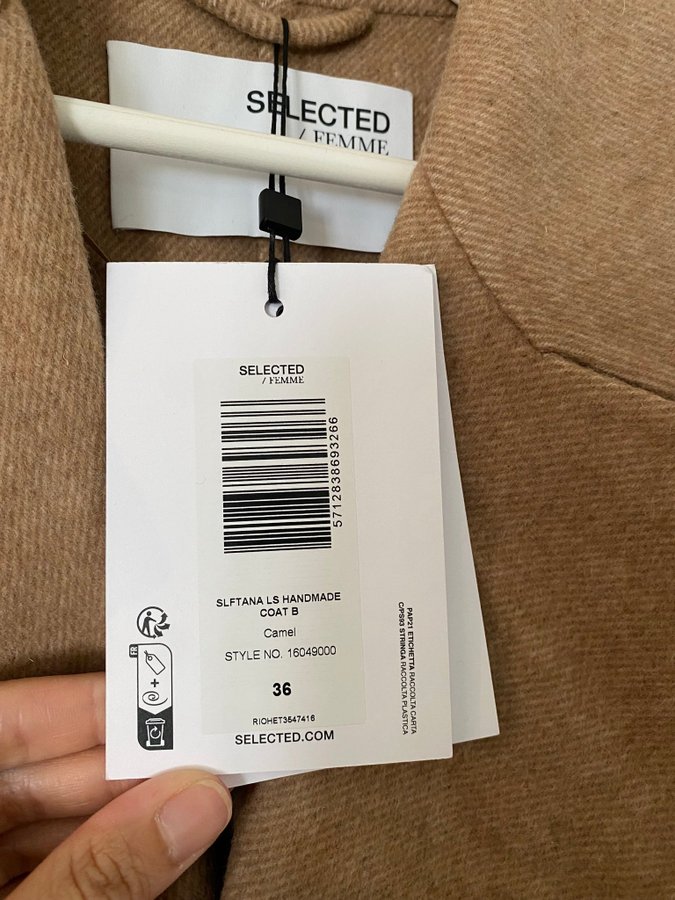 SELECTED
/ FEMME
SELECTED
/ FEMME
5712838693266
SLFTANA LS HANDMADE
COAT B
Camel
STYLE NO. 16049000
36
RIOHET3547416
SELECTED.COM
FR
+
PAP21 ETICHETTA RACCOLTA CARTA
C/PS93 STRINGA RACCOLTA PLASTICA